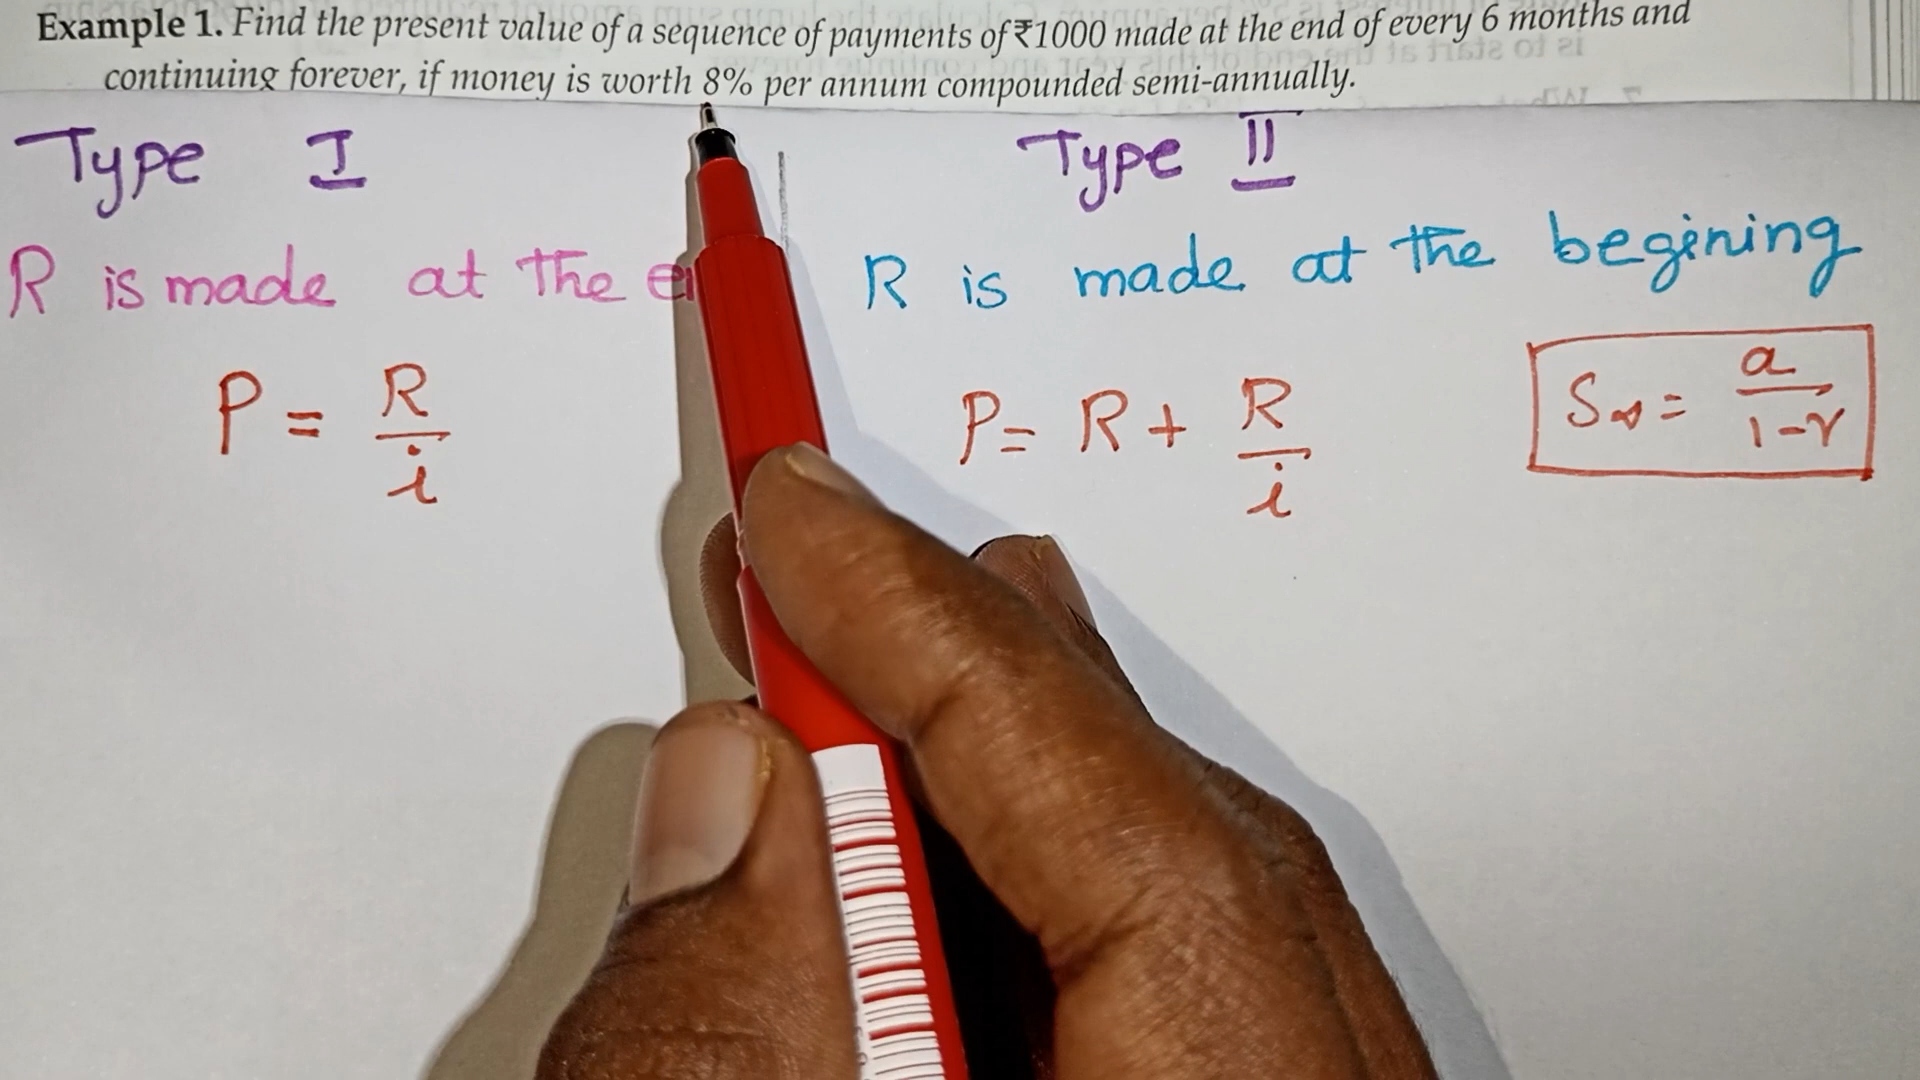 Example 1. Find the present value of a sequence of payments of ₹1000 made at the end of every 6 months and
continuing forever, if money is worth 8% per annum compounded semi-annually.
Type I
R is made at the
P = R/i
Type II
R is made at the begining
P = R + R/i
S∞ = a/1-r